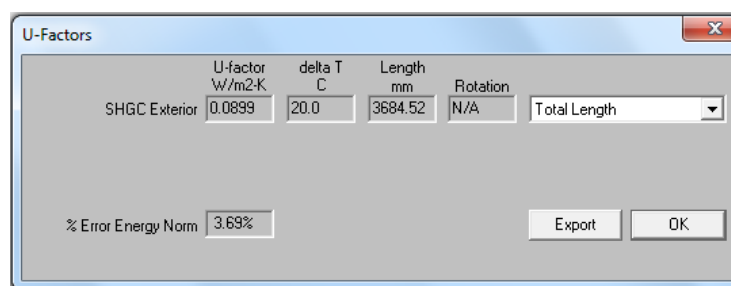 U-Factors
U-factor delta T Length
W/m2-K C mm Rotation
SHGC Exterior 0.0899 20.0 3684.52 N/A Total Length
% Error Energy Norm 3.69% Export OK